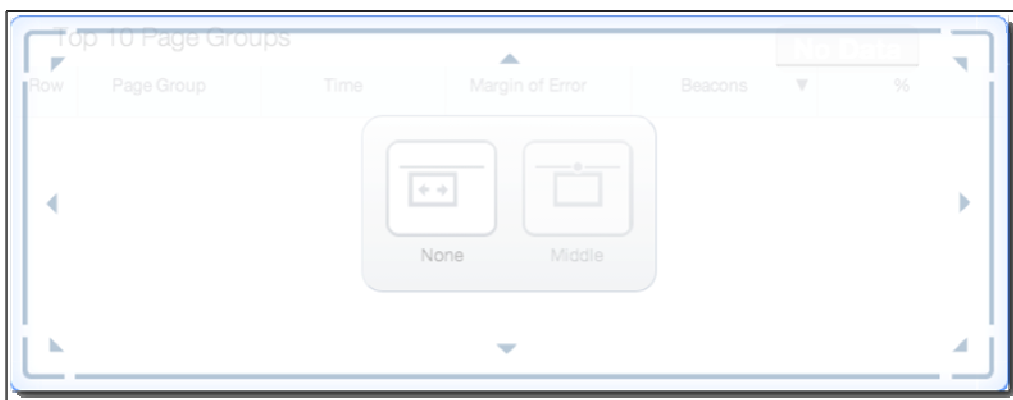 Top 10 Page Groups
No Data
Row Page Group Time Margin of Error Beacons ▼ %
None Middle